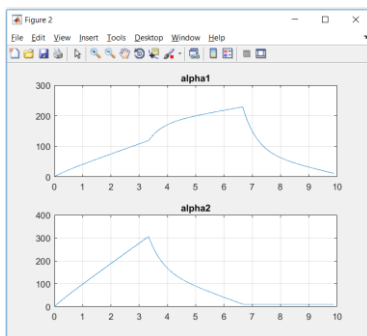 Figure 2
File Edit View Insert Tools Desktop Window Help
alpha1
300
200
100
0
0 1 2 3 4 5 6 7 8 9 10
alpha2
400
300
200
100
0
0 1 2 3 4 5 6 7 8 9 10